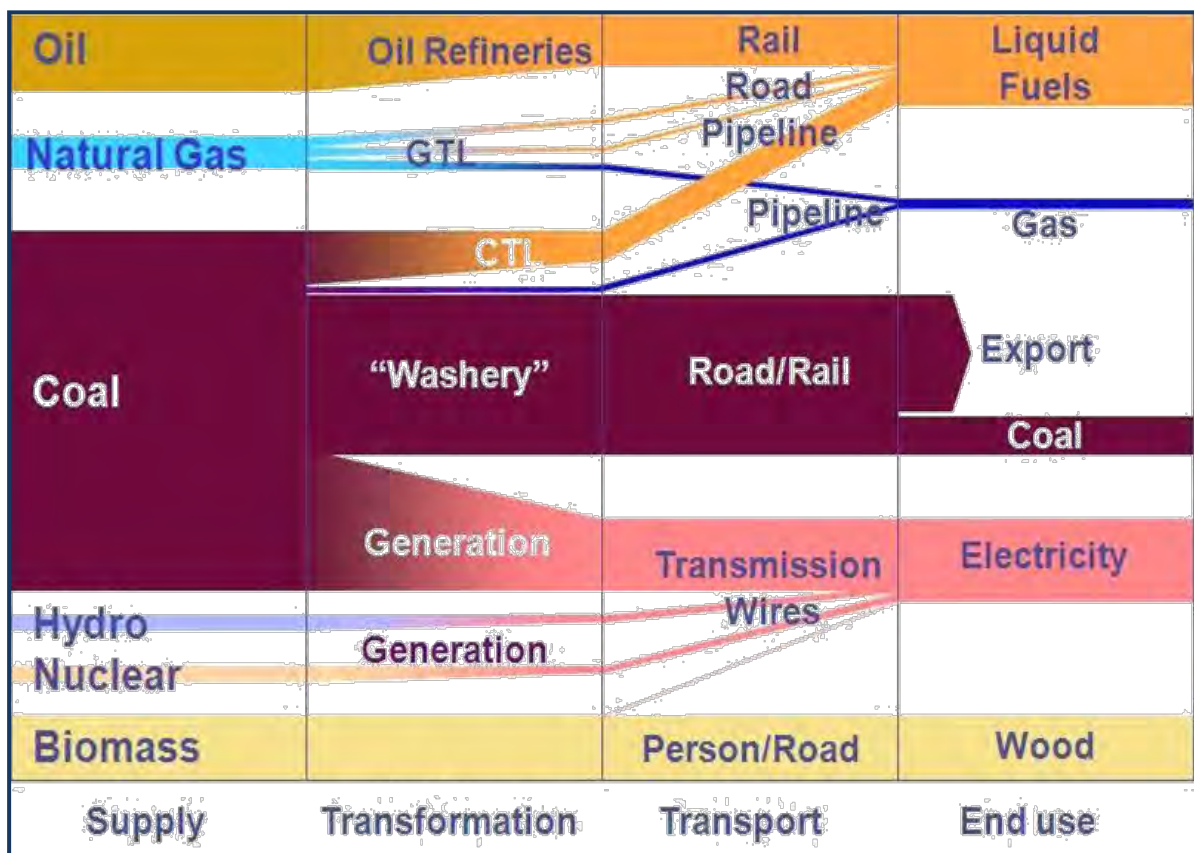 Oil
Oil Refineries
Rail
Liquid
Fuels
Road
Natural Gas
GTL
Pipeline
Pipeline
Gas
CTL
Coal
“Washery”
Road/Rail
Export
Coal
Generation
Transmission
Electricity
Hydro
Wires
Generation
Nuclear
Biomass
Person/Road
Wood
Supply
Transformation
Transport
End use